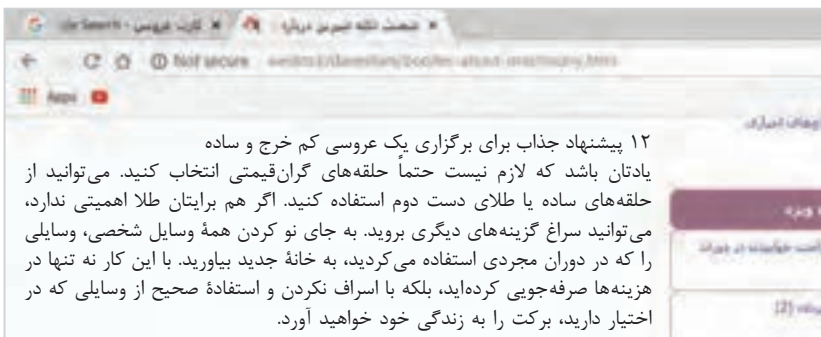 Not secure
Apps
۱۲ پیشنهاد جذاب برای برگزاری یک عروسی کم خرج و ساده
یادتان باشد که لازم نیست حتماً حلقه‌های گران‌قیمتی انتخاب کنید. می‌توانید از
حلقه‌های ساده یا طلای دست دوم استفاده کنید. اگر هم برایتان طلا اهمیتی ندارد،
می‌توانید سراغ گزینه‌های دیگری بروید. به جای نو کردن همهٔ وسایل شخصی، وسایلی
را که در دوران مجردی استفاده می‌کردید، به خانهٔ جدید بیاورید. با این کار نه تنها در
هزینه‌ها صرفه‌جویی کرده‌اید، بلکه با اسراف نکردن و استفادهٔ صحیح از وسایلی که در
اختیار دارید، برکت را به زندگی خود خواهید آورد.